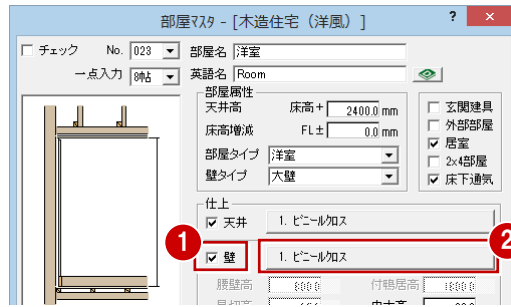 部屋ﾏｽﾀ - [木造住宅（洋風）]
? ×
チェック No. 023 部屋名 洋室
一点入力 8帖 英語名 Room
部屋属性
天井高 床高+ 2400.0 mm
床高増減 FL± 0.0 mm
部屋タイプ 洋室
壁タイプ 大壁
玄関建具
外部部屋
居室
2×4部屋
床下通気
仕上
天井 1. ﾋﾞﾆｰﾙｸﾛｽ
1
2
壁 1. ﾋﾞﾆｰﾙｸﾛｽ
腰壁高 付鴨居高